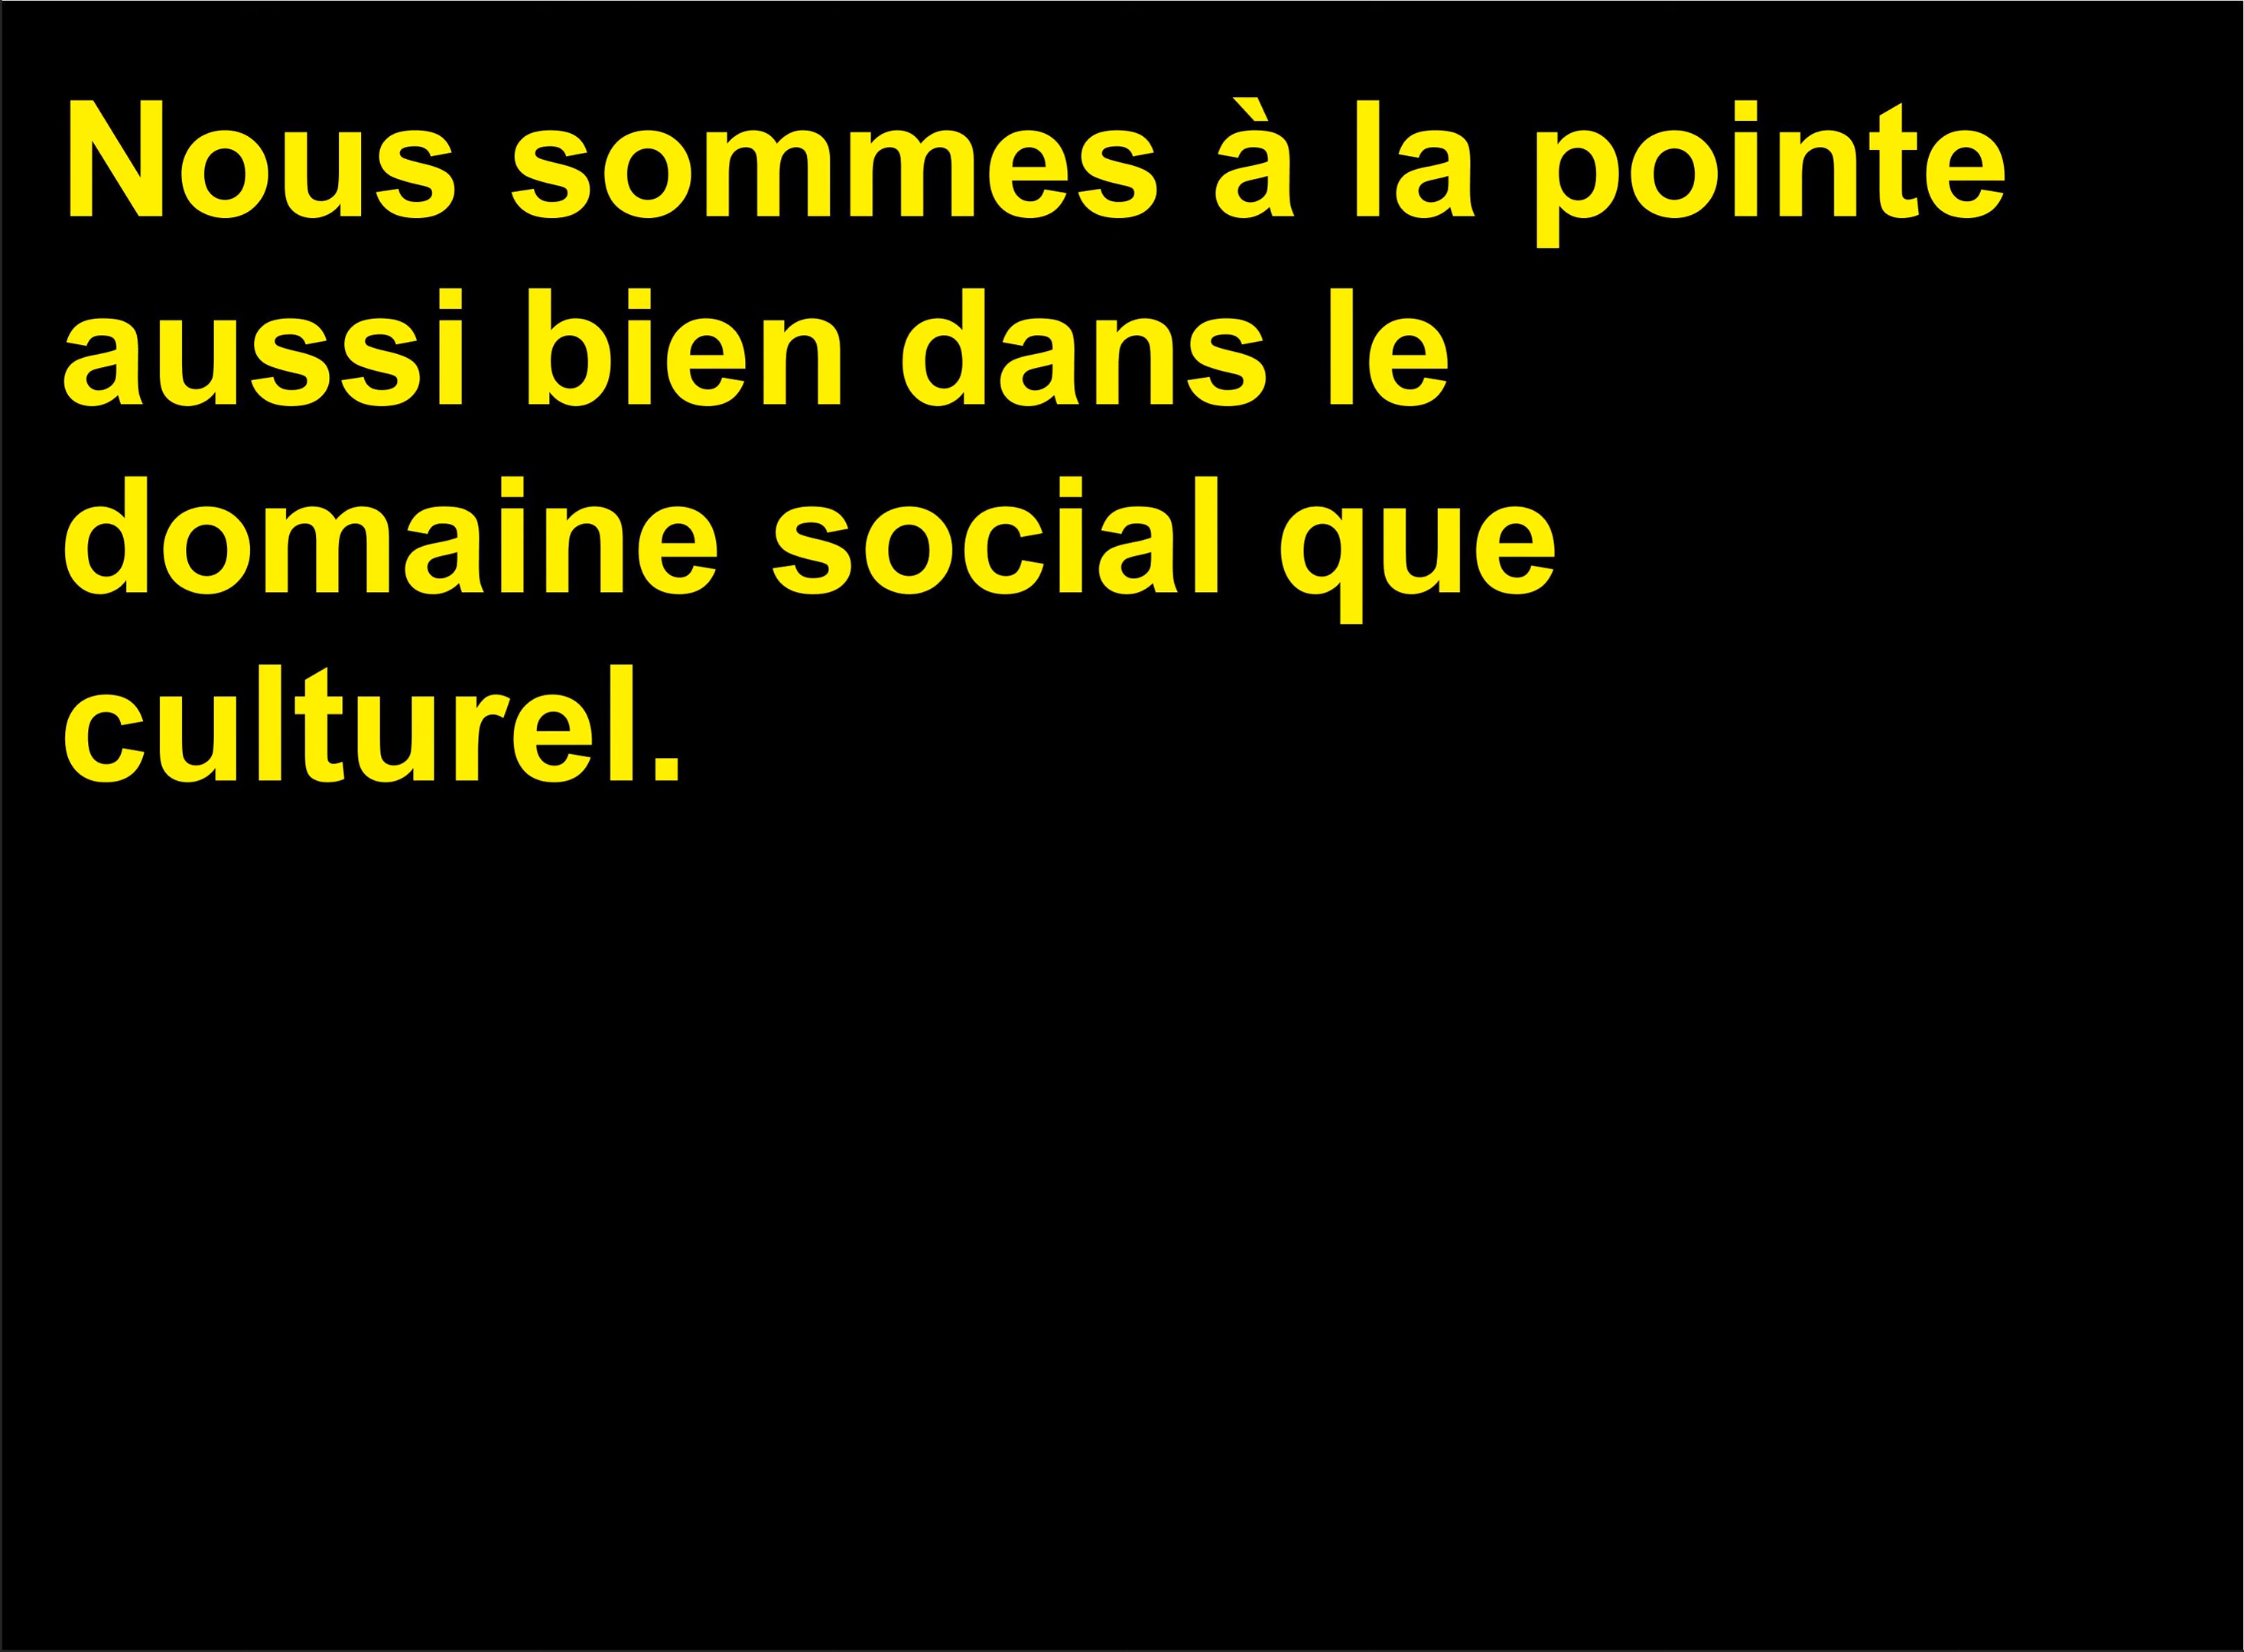 Nous sommes à la pointe
aussi bien dans le
domaine social que
culturel.